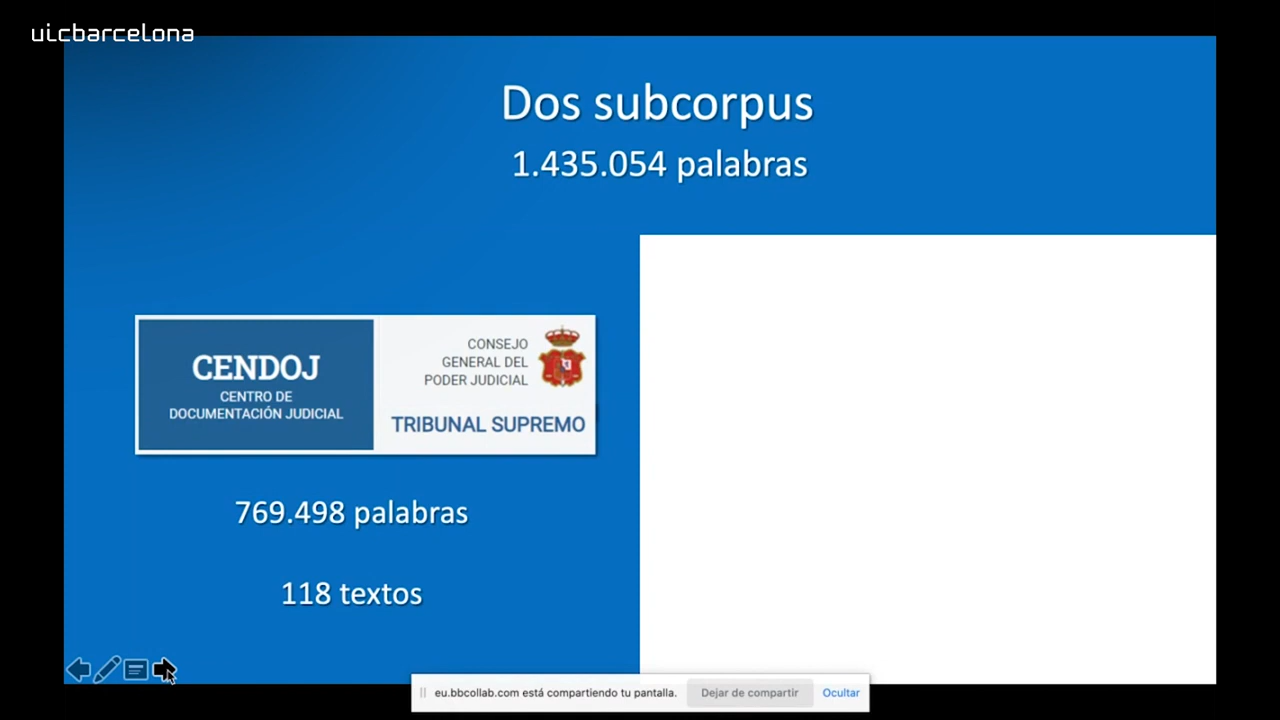 uicbarcelona
Dos subcorpus
1.435.054 palabras
CENDOJ
CENTRO DE
DOCUMENTACIÓN JUDICIAL
CONSEJO
GENERAL DEL
PODER JUDICIAL
TRIBUNAL SUPREMO
769.498 palabras
118 textos
eu.bbcollab.com está compartiendo tu pantalla.
Dejar de compartir
Ocultar